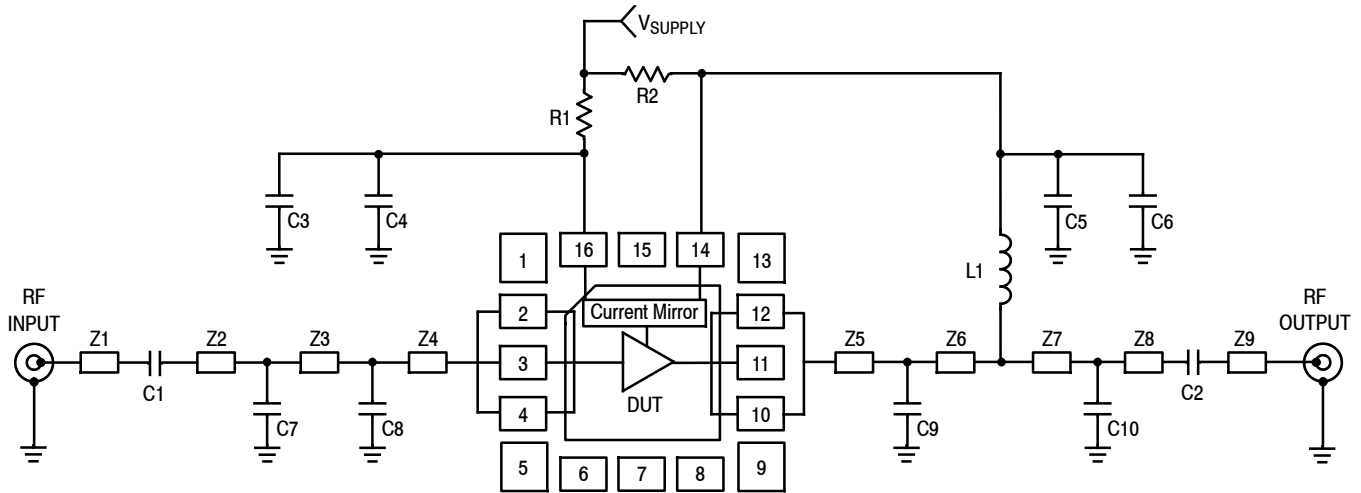 VSUPPLY
R2
R1
C3
C4
C5
C6
16
15
14
1
13
L1
RF
INPUT
RF
OUTPUT
2
Current Mirror
12
Z1
Z2
Z3
Z4
3
11
Z5
Z6
Z7
Z8
Z9
C1
C2
DUT
4
10
C7
C8
C9
C10
5
6
7
8
9